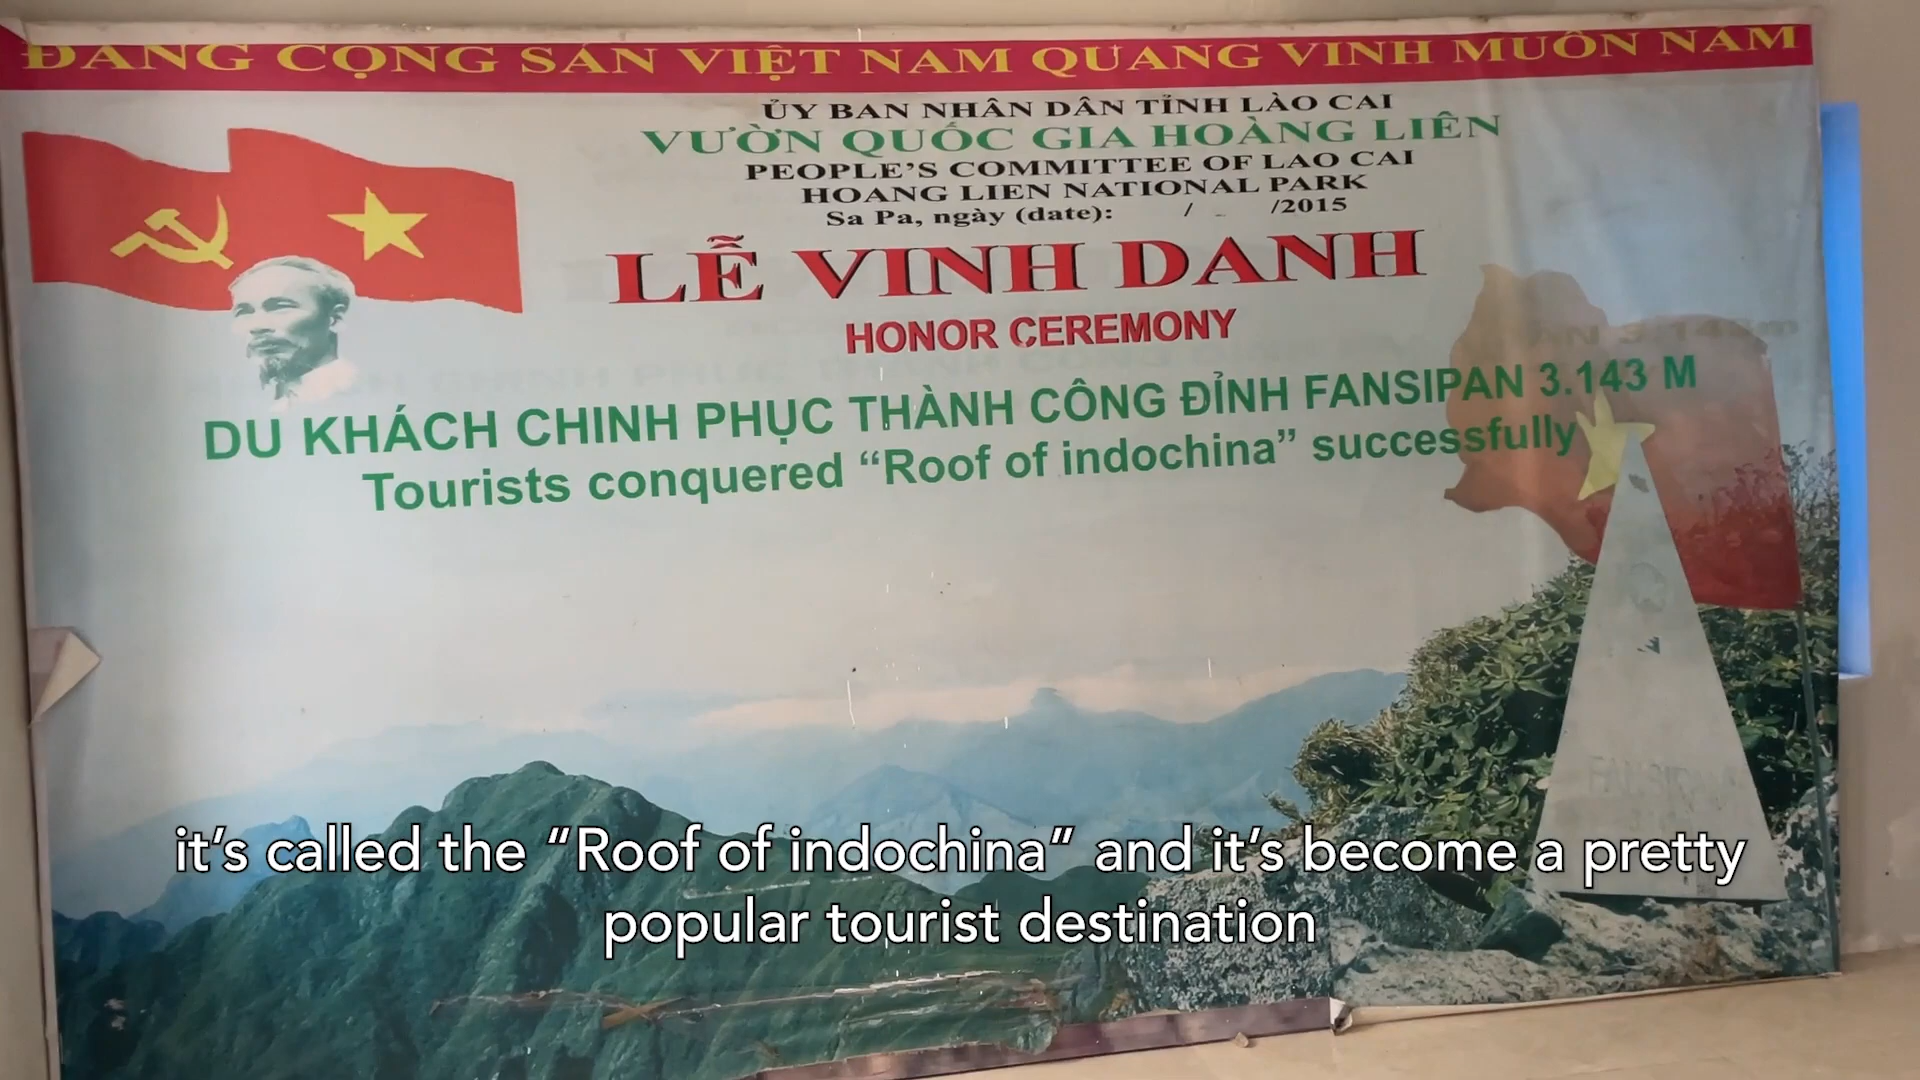 ĐẢNG CỘNG SẢN VIỆT NAM QUANG VINH MUÔN NĂM
ỦY BAN NHÂN DÂN TỈNH LÀO CAI
VƯỜN QUỐC GIA HOÀNG LIÊN
PEOPLE'S COMMITTEE OF LAO CAI
HOANG LIEN NATIONAL PARK
Sa Pa, ngày (date): / /2015
LỄ VINH DANH
HONOR CEREMONY
DU KHÁCH CHINH PHỤC THÀNH CÔNG ĐỈNH FANSIPAN 3.143 M
Tourists conquered “Roof of indochina” successfully
it's called the “Roof of indochina” and it's become a pretty
popular tourist destination